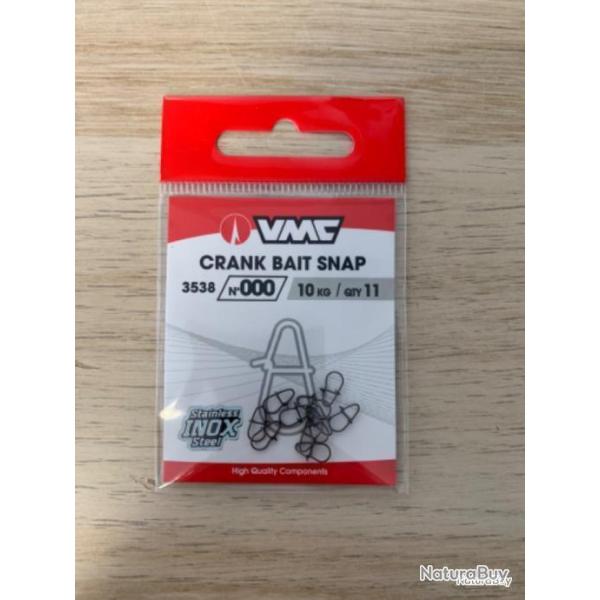 VMC
CRANK BAIT SNAP
3538 N°000 10 KG / QTY 11
Stainless
INOX
Steel
High Quality Components
NaturaBuy